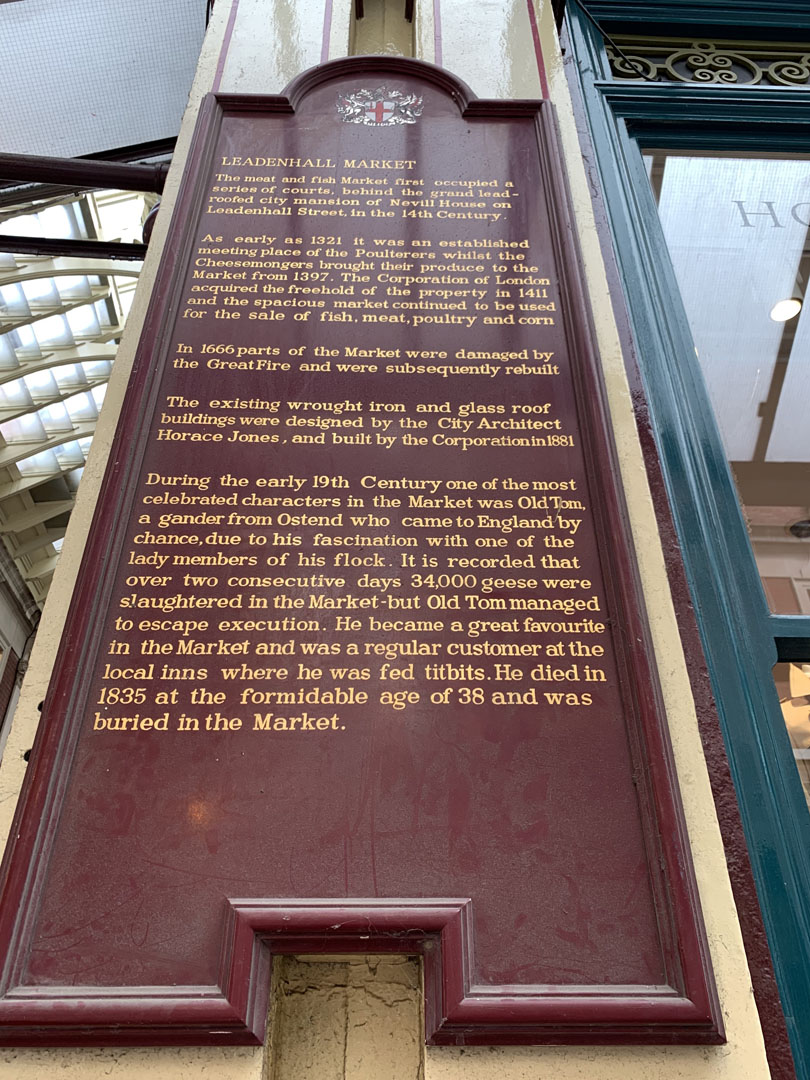 LEADENHALL MARKET
The meat and fish Market first occupied a
series of courts, behind the grand lead-
roofed city mansion of Nevill House on
Leadenhall Street, in the 14th Century.
As early as 1321 it was an established
meeting place of the Poulterers whilst the
Cheesemongers brought their produce to the
Market from 1397. The Corporation of London
acquired the freehold of the property in 1411
and the spacious market continued to be used
for the sale of fish, meat, poultry and corn
In 1666 parts of the Market were damaged by
the Great Fire and were subsequently rebuilt
The existing wrought iron and glass roof
buildings were designed by the City Architect
Horace Jones, and built by the Corporation in 1881
During the early 19th Century one of the most
celebrated characters in the Market was Old Tom,
a gander from Ostend who came to England by
chance, due to his fascination with one of the
lady members of his flock. It is recorded that
over two consecutive days 34,000 geese were
slaughtered in the Market-but Old Tom managed
to escape execution. He became a great favourite
in the Market and was a regular customer at the
local inns where he was fed titbits. He died in
1835 at the formidable age of 38 and was
buried in the Market.